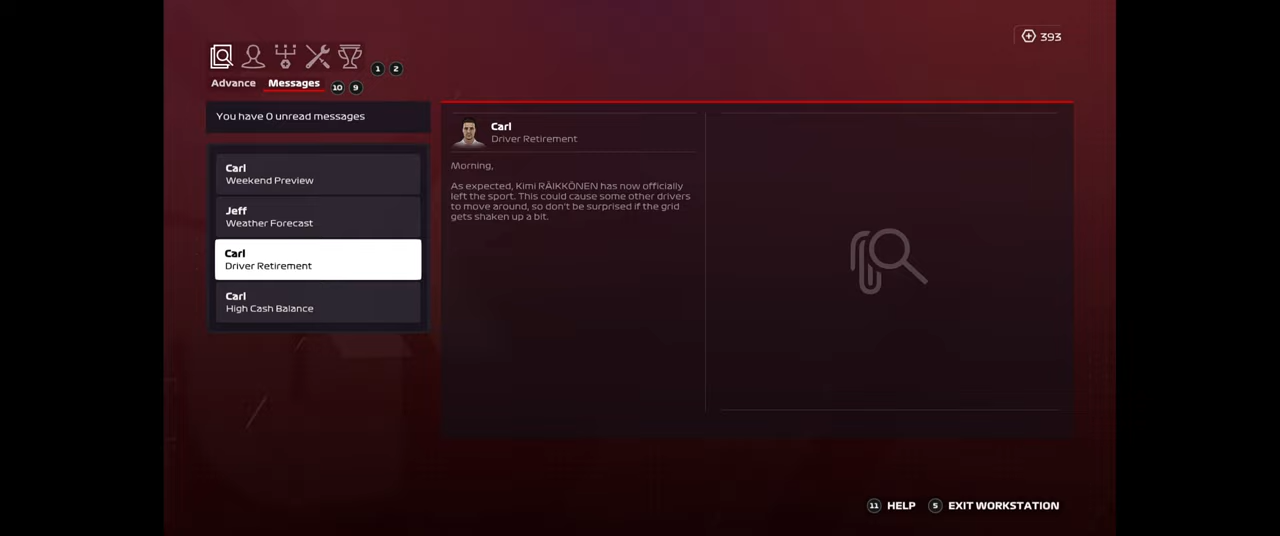 393
1 2
Advance Messages 10 9
You have 0 unread messages
Carl
Weekend Preview
Jeff
Weather Forecast
Carl
Driver Retirement
Carl
High Cash Balance
Carl
Driver Retirement
Morning,
As expected, Kimi RÄIKKÖNEN has now officially
left the sport. This could cause some other drivers
to move around, so don't be surprised if the grid
gets shaken up a bit.
11 HELP 5 EXIT WORKSTATION